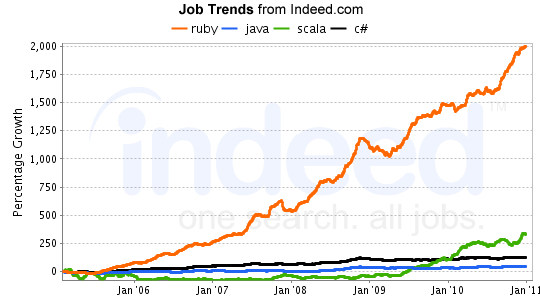 Job Trends from Indeed.com
ruby java scala c#
Percentage Growth
2,000
1,750
1,500
1,250
1,000
750
500
250
0
indeed™
one search. all jobs
Jan'06 Jan'07 Jan'08 Jan'09 Jan'10 Jan'11